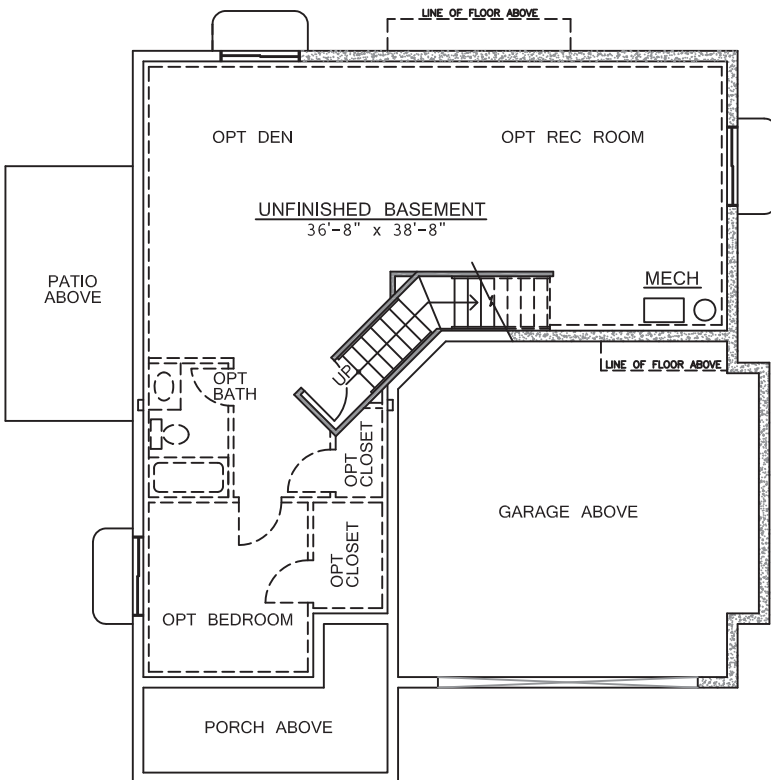 LINE OF FLOOR ABOVE
OPT DEN
OPT REC ROOM
UNFINISHED BASEMENT
36'-8" x 38'-8"
PATIO
ABOVE
MECH
UP
LINE OF FLOOR ABOVE
OPT
BATH
OPT
CLOSET
GARAGE ABOVE
OPT
CLOSET
OPT BEDROOM
PORCH ABOVE